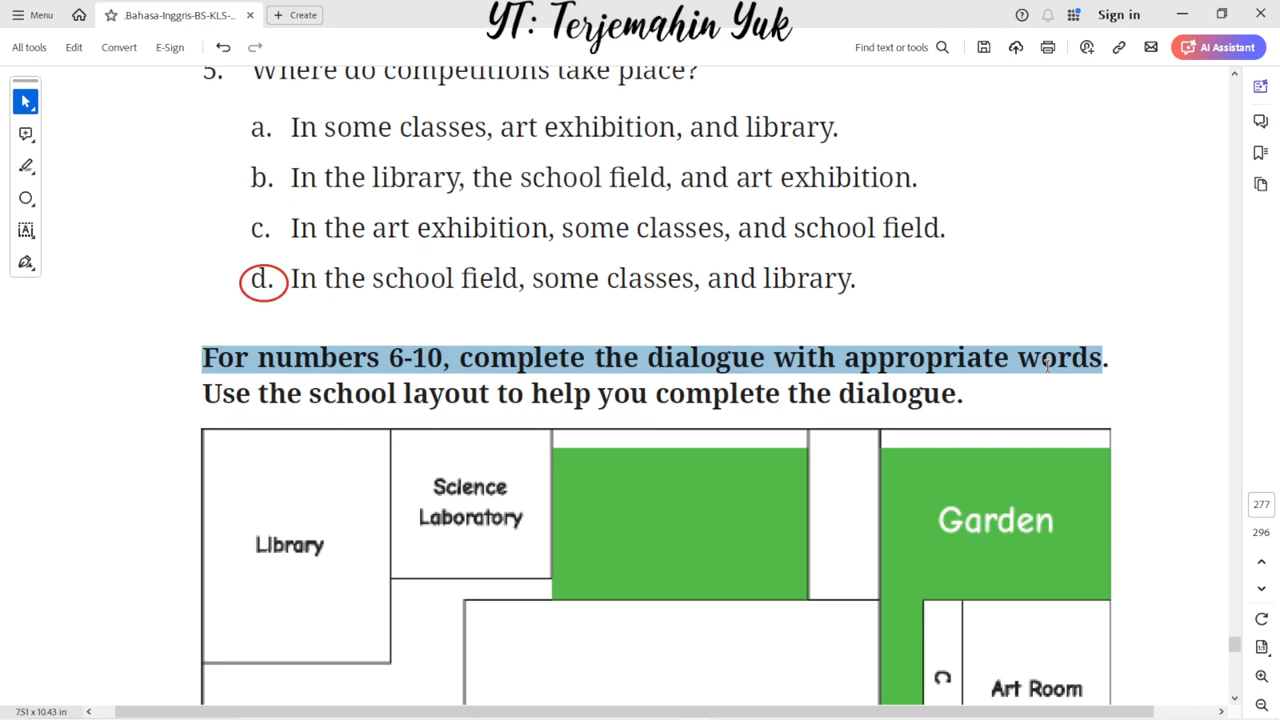 Menu
.Bahasa-Inggris-BS-KLS-...
Create
YT: Terjemahin Yuk
Sign in
All tools
Edit
Convert
E-Sign
Find text or tools
AI Assistant
5. Where do competitions take place?
a. In some classes, art exhibition, and library.
b. In the library, the school field, and art exhibition.
c. In the art exhibition, some classes, and school field.
d. In the school field, some classes, and library.
For numbers 6-10, complete the dialogue with appropriate words.
Use the school layout to help you complete the dialogue.
Library
Science
Laboratory
Garden
C
Art Room
277
296
7.51 x 10.43 in